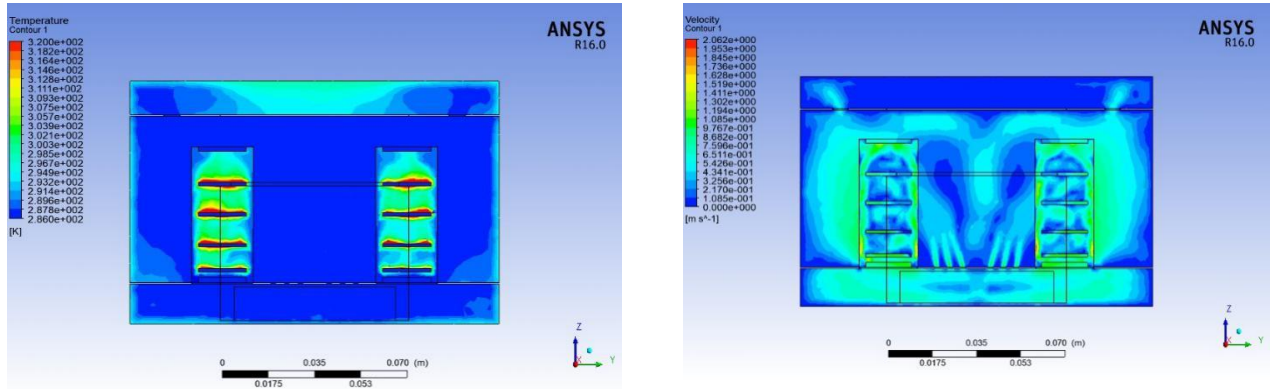 Temperature
Contour 1
3.200e+002
3.182e+002
3.164e+002
3.146e+002
3.128e+002
3.111e+002
3.093e+002
3.075e+002
3.057e+002
3.039e+002
3.021e+002
3.003e+002
2.985e+002
2.967e+002
2.949e+002
2.932e+002
2.914e+002
2.896e+002
2.878e+002
2.860e+002
[K]
ANSYS
R16.0
Z
X
Y
0
0.035
0.070
(m)
0.0175
0.053
Velocity
Contour 1
2.062e+000
1.953e+000
1.845e+000
1.736e+000
1.628e+000
1.519e+000
1.411e+000
1.302e+000
1.194e+000
1.085e+000
9.767e-001
8.682e-001
7.596e-001
6.511e-001
5.426e-001
4.341e-001
3.256e-001
2.170e-001
1.085e-001
0.000e+000
[m s^-1]
ANSYS
R16.0
Z
X
Y
0
0.035
0.070
(m)
0.0175
0.053